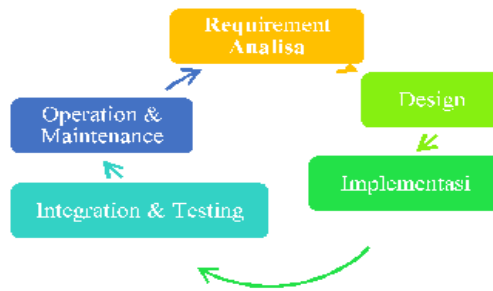 Requirement
Analisa
Design
Implementasi
Integration & Testing
Operation &
Maintenance